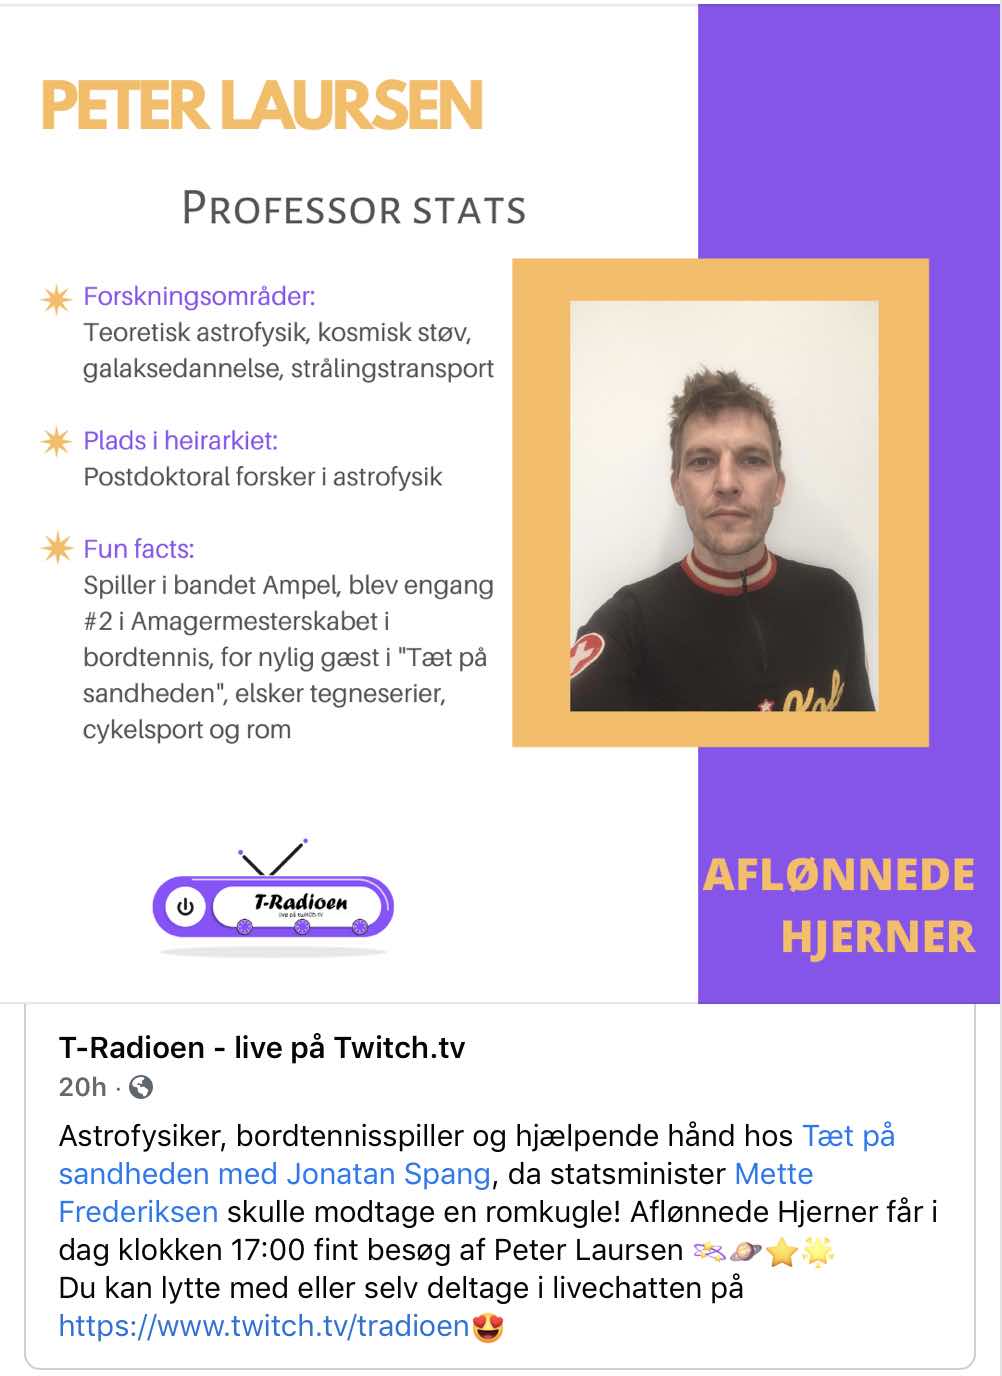 PETER LAURSEN
PROFESSOR STATS
Forskningsområder:
Teoretisk astrofysik, kosmisk støv,
galaksedannelse, strålingstransport
Plads i heirarkiet:
Postdoktoral forsker i astrofysik
Fun facts:
Spiller i bandet Ampel, blev engang
#2 i Amagermesterskabet i
bordtennis, for nylig gæst i "Tæt på
sandheden", elsker tegneserier,
cykelsport og rom
T-Radioen
live på twitch.tv
AFLØNNEDE
HJERNER
T-Radioen - live på Twitch.tv
20h ·
Astrofysiker, bordtennisspiller og hjælpende hånd hos Tæt på
sandheden med Jonatan Spang, da statsminister Mette
Frederiksen skulle modtage en romkugle! Aflønnede Hjerner får i
dag klokken 17:00 fint besøg af Peter Laursen 💫🪐⭐🌟
Du kan lytte med eller selv deltage i livechatten på
https://www.twitch.tv/tradioen😍